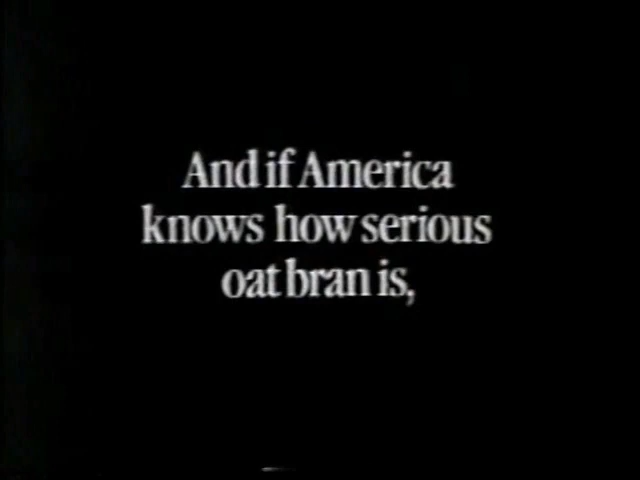 And if America
knows how serious
oat bran is,